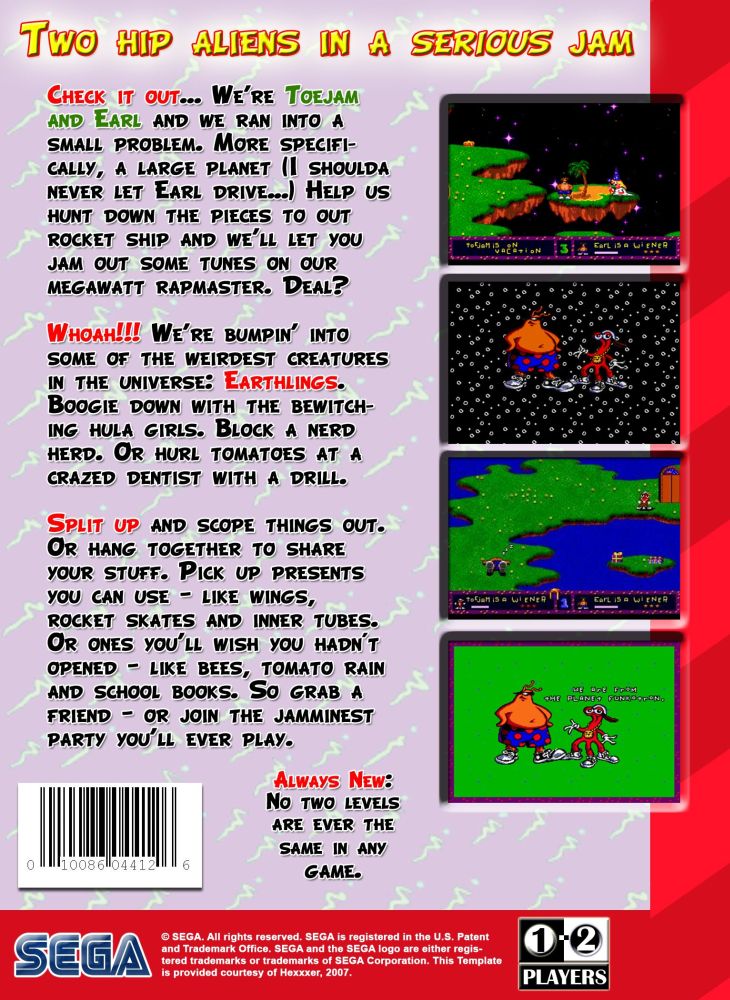 Two hip aliens in a serious jam
Check it out... We're Toejam
and Earl and we ran into a
small problem. More specifi-
cally, a large planet (I shoulda
never let Earl drive...) Help us
hunt down the pieces to out
rocket ship and we'll let you
jam out some tunes on our
megawatt rapmaster. Deal?
Whoah!!! We're bumpin' into
some of the weirdest creatures
in the universe: Earthlings.
Boogie down with the bewitch-
ing hula girls. Block a nerd
herd. Or hurl tomatoes at a
crazed dentist with a drill.
Split up and scope things out.
Or hang together to share
your stuff. Pick up presents
you can use - like wings,
rocket skates and inner tubes.
Or ones you'll wish you hadn't
opened - like bees, tomato rain
and school books. So grab a
friend - or join the jamminest
party you'll ever play.
Always New:
No two levels
are ever the
same in any
game.
TOEJAM IS ON
VACATION
3
EARL IS A WIENER
TOEJAM IS A WIENER
1
EARL IS A WIENER
WE ARE FROM
THE PLANET FUNKOTRON.
0 10086 04412 6
SEGA
© SEGA. All rights reserved. SEGA is registered in the U.S. Patent
and Trademark Office. SEGA and the SEGA logo are either regis-
tered trademarks or trademarks of SEGA Corporation. This Template
is provided courtesy of Hexxxer, 2007.
1-2
PLAYERS